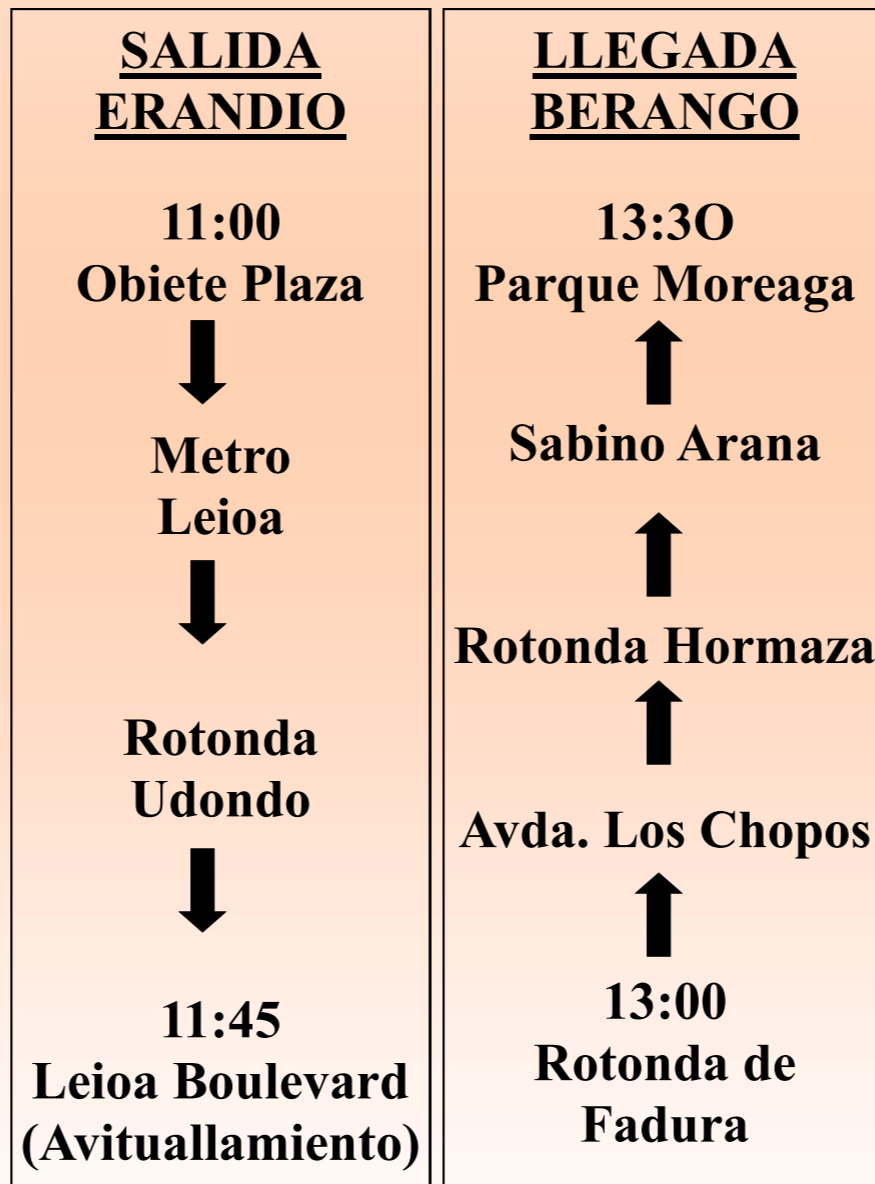 SALIDA
ERANDIO
11:00
Obiete Plaza
Metro
Leioa
Rotonda
Udondo
11:45
Leioa Boulevard
(Avituallamiento)
LLEGADA
BERANGO
13:3O
Parque Moreaga
Sabino Arana
Rotonda Hormaza
Avda. Los Chopos
13:00
Rotonda de
Fadura